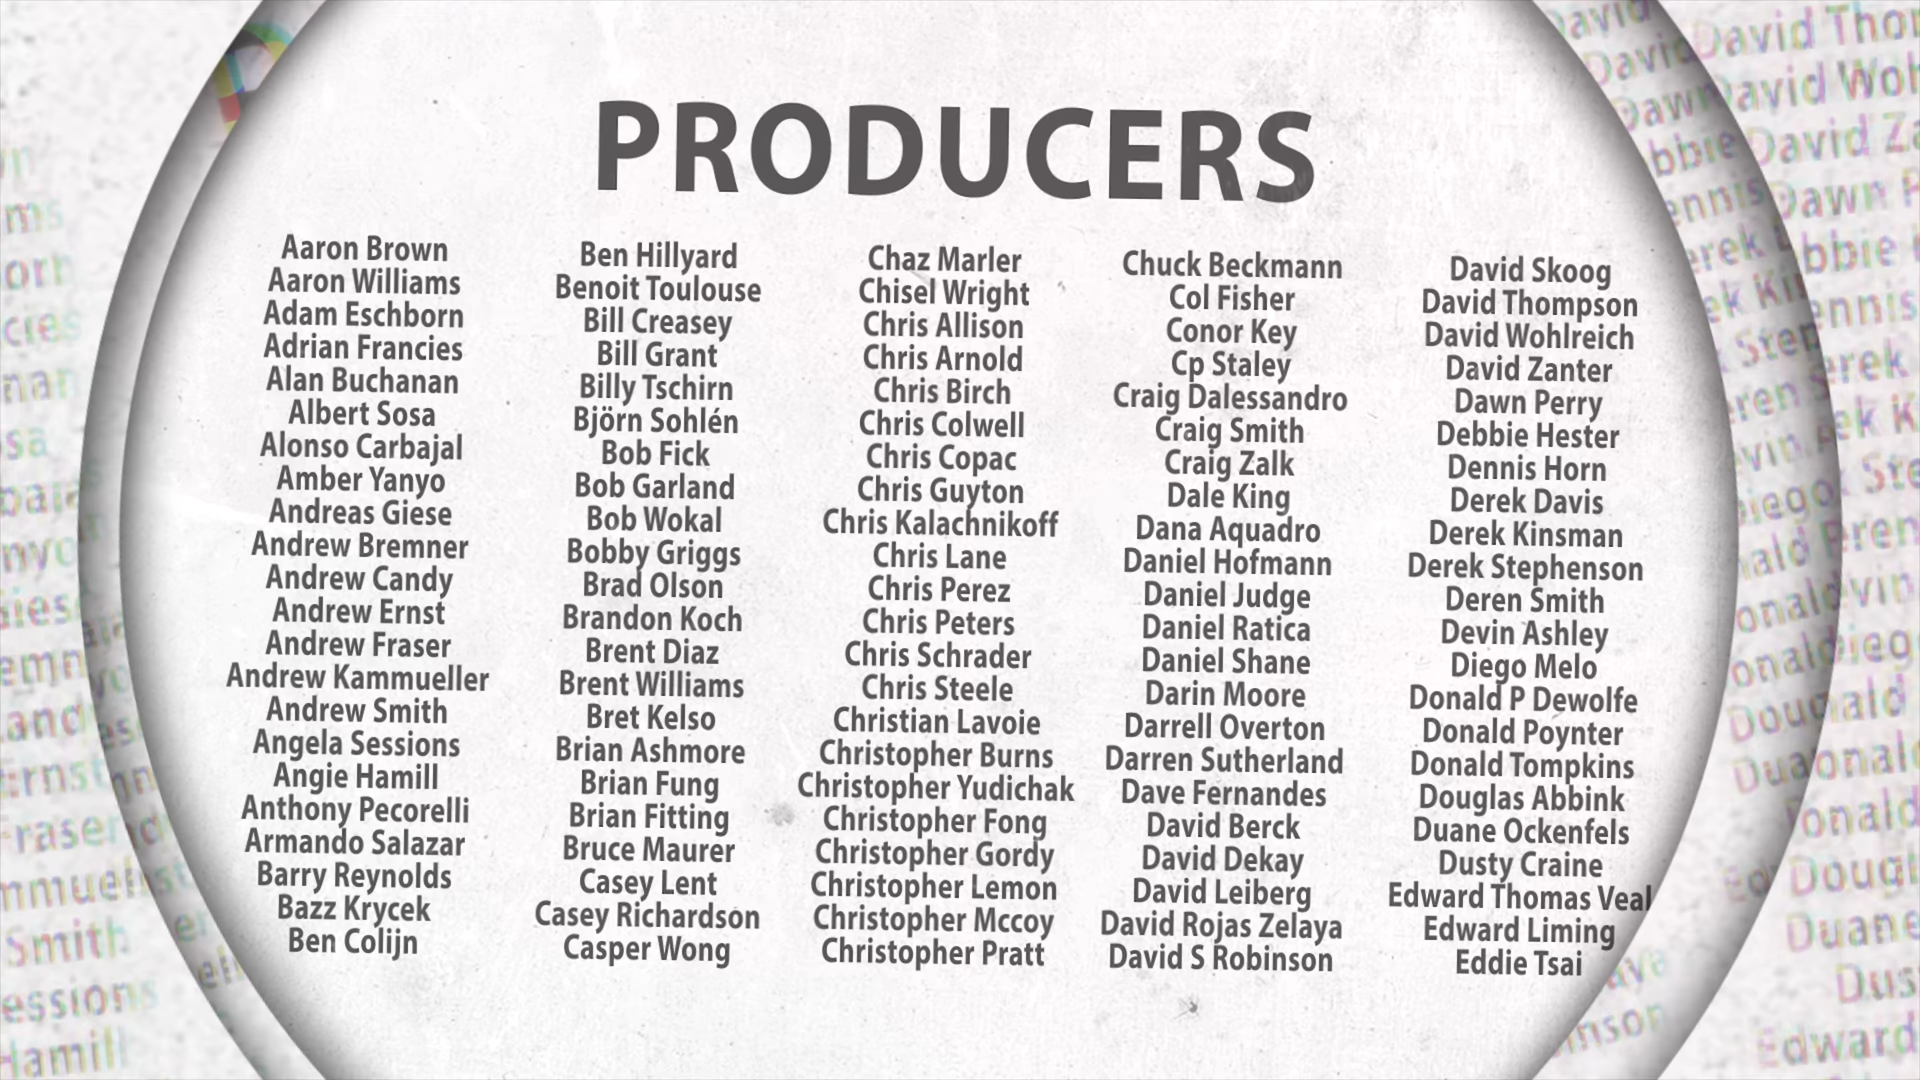 PRODUCERS
Aaron Brown
Aaron Williams
Adam Eschborn
Adrian Francies
Alan Buchanan
Albert Sosa
Alonso Carbajal
Amber Yanyo
Andreas Giese
Andrew Bremner
Andrew Candy
Andrew Ernst
Andrew Fraser
Andrew Kammueller
Andrew Smith
Angela Sessions
Angie Hamill
Anthony Pecorelli
Armando Salazar
Barry Reynolds
Bazz Krycek
Ben Colijn
Ben Hillyard
Benoit Toulouse
Bill Creasey
Bill Grant
Billy Tschirn
Björn Sohlén
Bob Fick
Bob Garland
Bob Wokal
Bobby Griggs
Brad Olson
Brandon Koch
Brent Diaz
Brent Williams
Bret Kelso
Brian Ashmore
Brian Fung
Brian Fitting
Bruce Maurer
Casey Lent
Casey Richardson
Casper Wong
Chaz Marler
Chisel Wright
Chris Allison
Chris Arnold
Chris Birch
Chris Colwell
Chris Copac
Chris Guyton
Chris Kalachnikoff
Chris Lane
Chris Perez
Chris Peters
Chris Schrader
Chris Steele
Christian Lavoie
Christopher Burns
Christopher Yudichak
Christopher Fong
Christopher Gordy
Christopher Lemon
Christopher Mccoy
Christopher Pratt
Chuck Beckmann
Col Fisher
Conor Key
Cp Staley
Craig Dalessandro
Craig Smith
Craig Zalk
Dale King
Dana Aquadro
Daniel Hofmann
Daniel Judge
Daniel Ratica
Daniel Shane
Darin Moore
Darrell Overton
Darren Sutherland
Dave Fernandes
David Berck
David Dekay
David Leiberg
David Rojas Zelaya
David S Robinson
David Skoog
David Thompson
David Wohlreich
David Zanter
Dawn Perry
Debbie Hester
Dennis Horn
Derek Davis
Derek Kinsman
Derek Stephenson
Deren Smith
Devin Ashley
Diego Melo
Donald P Dewolfe
Donald Poynter
Donald Tompkins
Douglas Abbink
Duane Ockenfels
Dusty Craine
Edward Thomas Veal
Edward Liming
Eddie Tsai